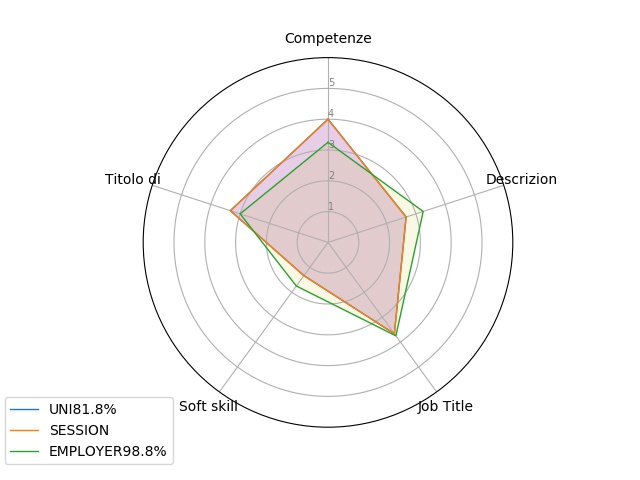 Competenze
5
4
3
2
1
Titolo di
Descrizion
Soft skill
Job Title
UNI81.8%
SESSION
EMPLOYER98.8%